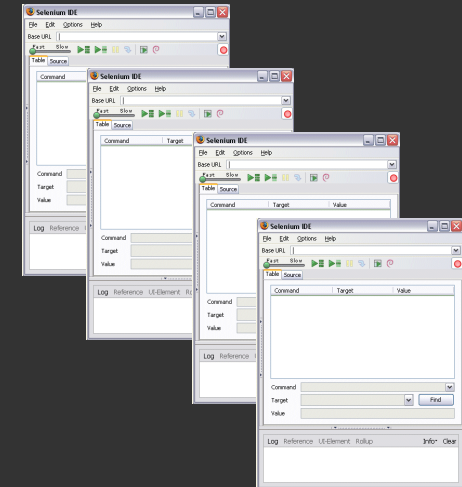 Selenium IDE
File Edit Options Help
Base URL
Fast Slow
Table Source
Command
Command
Target
Value
Log Reference
Selenium IDE
File Edit Options Help
Base URL
Fast Slow
Table Source
Command Target
Command
Target
Value
Log Reference UI-Element
Selenium IDE
File Edit Options Help
Base URL
Fast Slow
Table Source
Command Target Value
Command
Target
Value
Log Reference
Selenium IDE
File Edit Options Help
Base URL
Fast Slow
Table Source
Command Target Value
Command
Target Find
Value
Log Reference UI-Element Rollup Info Clear